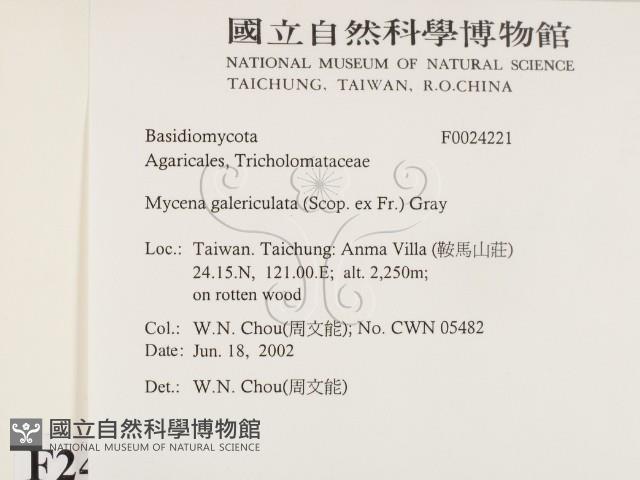 國立自然科學博物館
NATIONAL MUSEUM OF NATURAL SCIENCE
TAICHUNG, TAIWAN, R.O.CHINA
Basidiomycota F0024221
Agaricales, Tricholomataceae
Mycena galericulata (Scop. ex Fr.) Gray
Loc.: Taiwan. Taichung: Anma Villa (鞍馬山莊)
24.15.N, 121.00.E; alt. 2,250m;
on rotten wood
Col.: W.N. Chou(周文能); No. CWN 05482
Date: Jun. 18, 2002
Det.: W.N. Chou(周文能)
國立自然科學博物館
NATIONAL MUSEUM OF NATURAL SCIENCE
F24